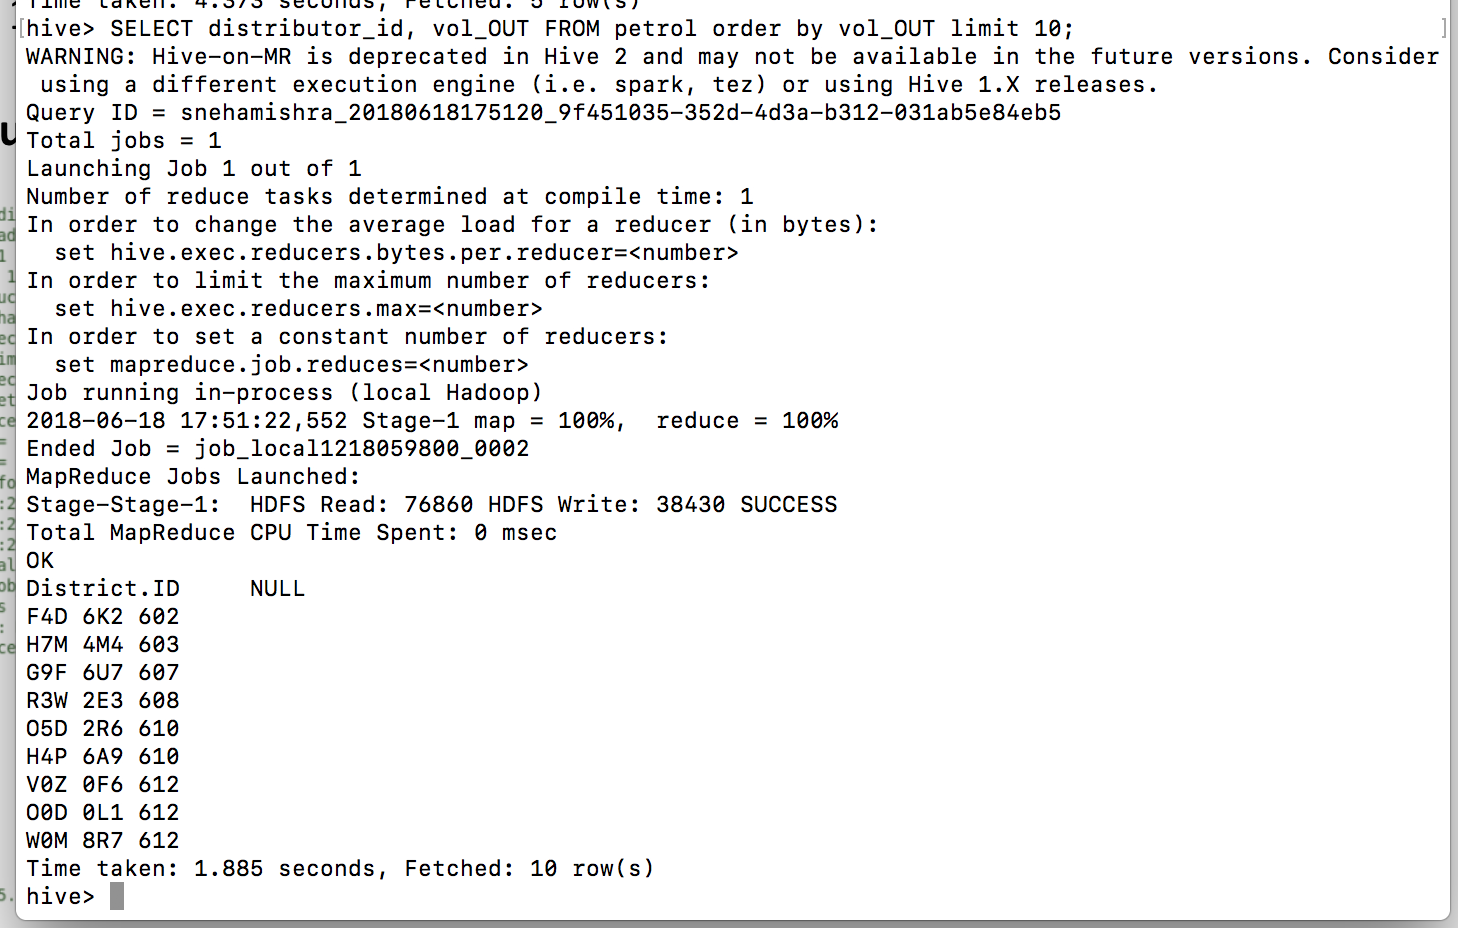 Time taken: 4.373 seconds, Fetched: 5 row(s)
hive> SELECT distributor_id, vol_OUT FROM petrol order by vol_OUT limit 10;
WARNING: Hive-on-MR is deprecated in Hive 2 and may not be available in the future versions. Consider
using a different execution engine (i.e. spark, tez) or using Hive 1.X releases.
Query ID = snehamishra_20180618175120_9f451035-352d-4d3a-b312-031ab5e84eb5
Total jobs = 1
Launching Job 1 out of 1
Number of reduce tasks determined at compile time: 1
In order to change the average load for a reducer (in bytes):
  set hive.exec.reducers.bytes.per.reducer=<number>
In order to limit the maximum number of reducers:
  set hive.exec.reducers.max=<number>
In order to set a constant number of reducers:
  set mapreduce.job.reduces=<number>
Job running in-process (local Hadoop)
2018-06-18 17:51:22,552 Stage-1 map = 100%,  reduce = 100%
Ended Job = job_local1218059800_0002
MapReduce Jobs Launched:
Stage-Stage-1:  HDFS Read: 76860 HDFS Write: 38430 SUCCESS
Total MapReduce CPU Time Spent: 0 msec
OK
District.ID     NULL
F4D 6K2 602
H7M 4M4 603
G9F 6U7 607
R3W 2E3 608
O5D 2R6 610
H4P 6A9 610
V0Z 0F6 612
O0D 0L1 612
W0M 8R7 612
Time taken: 1.885 seconds, Fetched: 10 row(s)
hive>